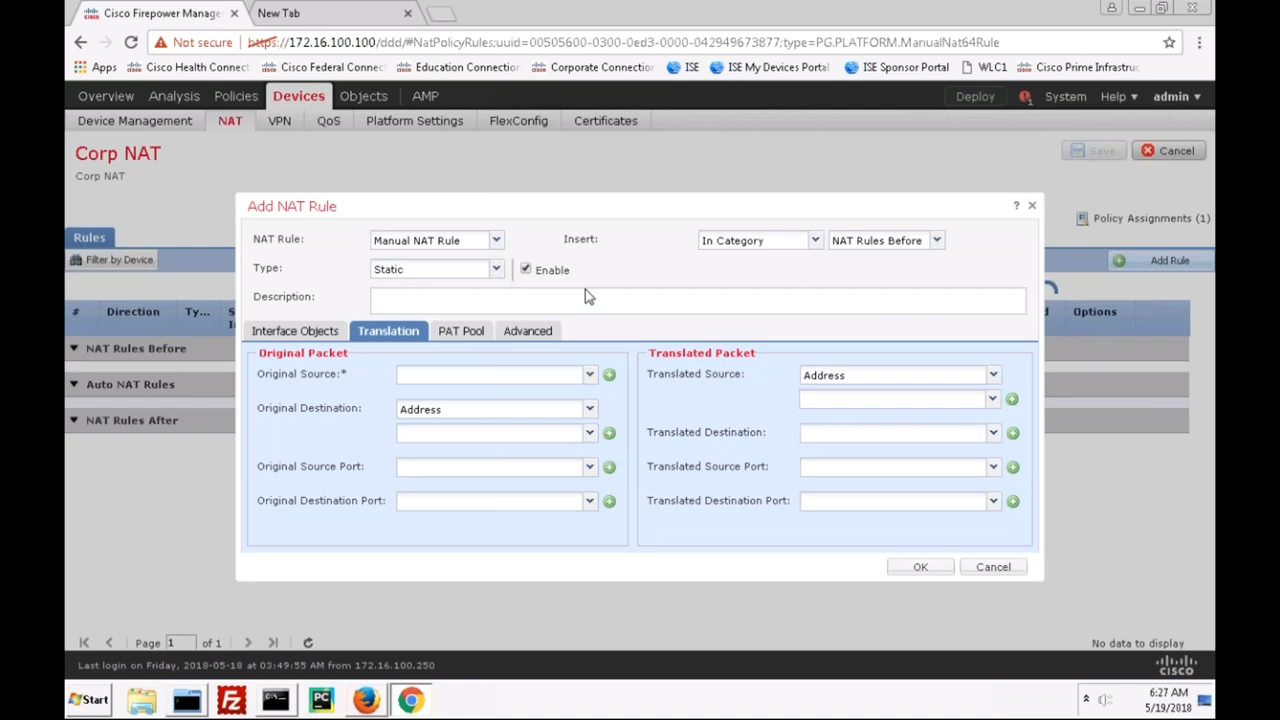 Cisco Firepower Manage
New Tab
Not secure https://172.16.100.100/ddd/#NatPolicyRules;uuid=00505600-0300-0ed3-0000-042949673877;type=PG.PLATFORM.ManualNat64Rule
Apps Cisco Health Connect Cisco Federal Connec Education Connection Corporate Connection ISE ISE My Devices Portal ISE Sponsor Portal WLC1 Cisco Prime Infrastruc
Overview Analysis Policies Devices Objects AMP Deploy 1 System Help admin
Device Management NAT VPN QoS Platform Settings FlexConfig Certificates
Corp NAT
Save Cancel
Corp NAT
Add NAT Rule ?
Policy Assignments (1)
NAT Rule: Manual NAT Rule Insert: In Category NAT Rules Before
Rules
Filter by Device
Add Rule
Type: Static Enable
Description:
# Direction Ty... S
Options
Interface Objects Translation PAT Pool Advanced
NAT Rules Before
Original Packet Translated Packet
Original Source:* Translated Source: Address
Auto NAT Rules
Original Destination: Address
NAT Rules After
Translated Destination:
Original Source Port: Translated Source Port:
Original Destination Port: Translated Destination Port:
OK Cancel
Page 1 of 1
No data to display
Last login on Friday, 2018-05-18 at 03:49:55 AM from 172.16.100.250
CISCO
Start
PC
6:27 AM
5/19/2018